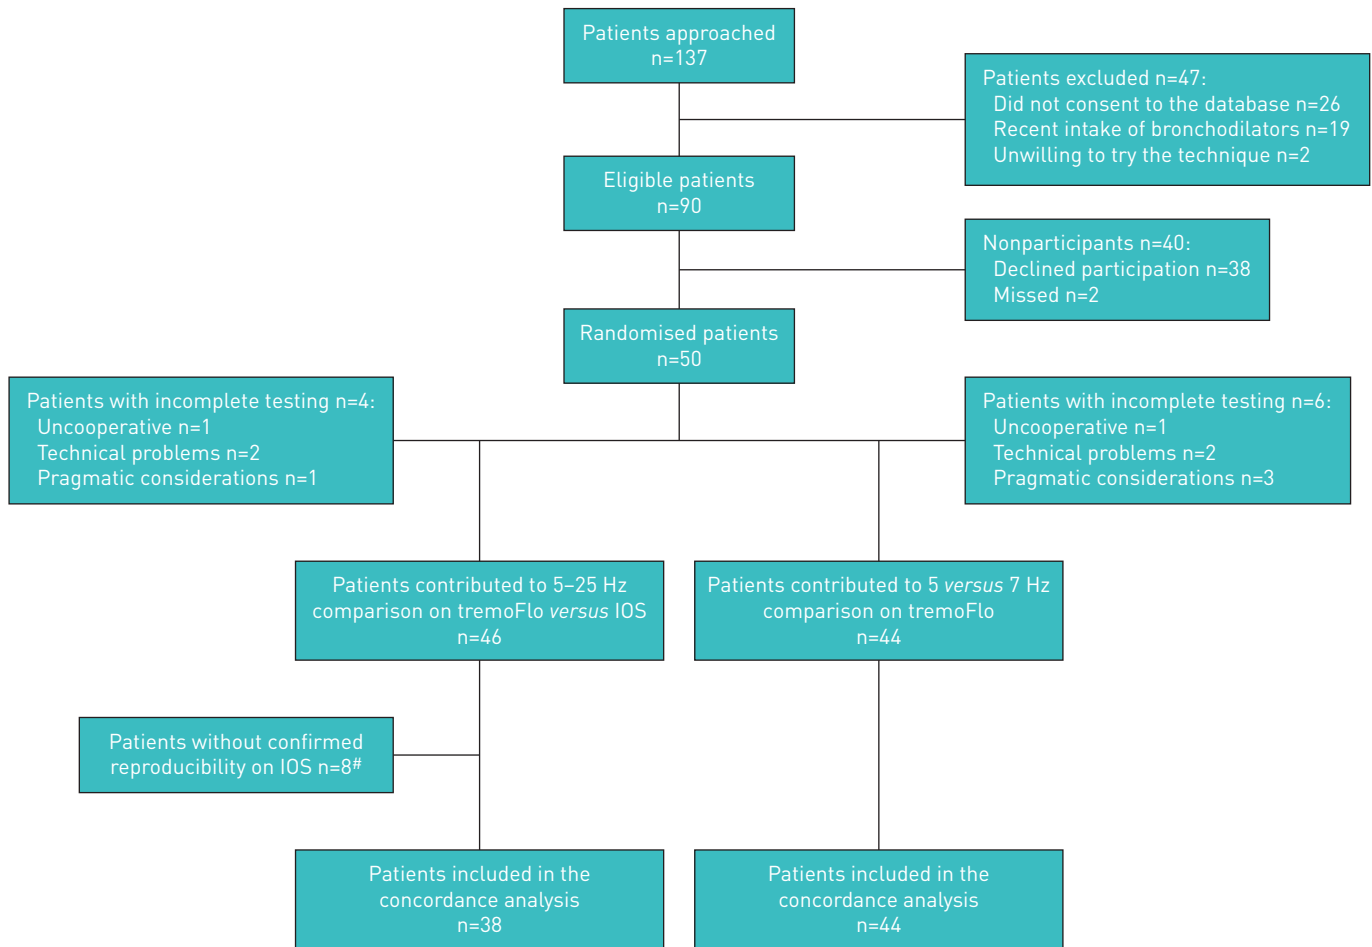 Patients approached
n=137
Patients excluded n=47:
Did not consent to the database n=26
Recent intake of bronchodilators n=19
Unwilling to try the technique n=2
Eligible patients
n=90
Nonparticipants n=40:
Declined participation n=38
Missed n=2
Randomised patients
n=50
Patients with incomplete testing n=4:
Uncooperative n=1
Technical problems n=2
Pragmatic considerations n=1
Patients with incomplete testing n=6:
Uncooperative n=1
Technical problems n=2
Pragmatic considerations n=3
Patients contributed to 5–25 Hz
comparison on tremoFlo versus IOS
n=46
Patients contributed to 5 versus 7 Hz
comparison on tremoFlo
n=44
Patients without confirmed
reproducibility on IOS n=8#
Patients included in the
concordance analysis
n=38
Patients included in the
concordance analysis
n=44